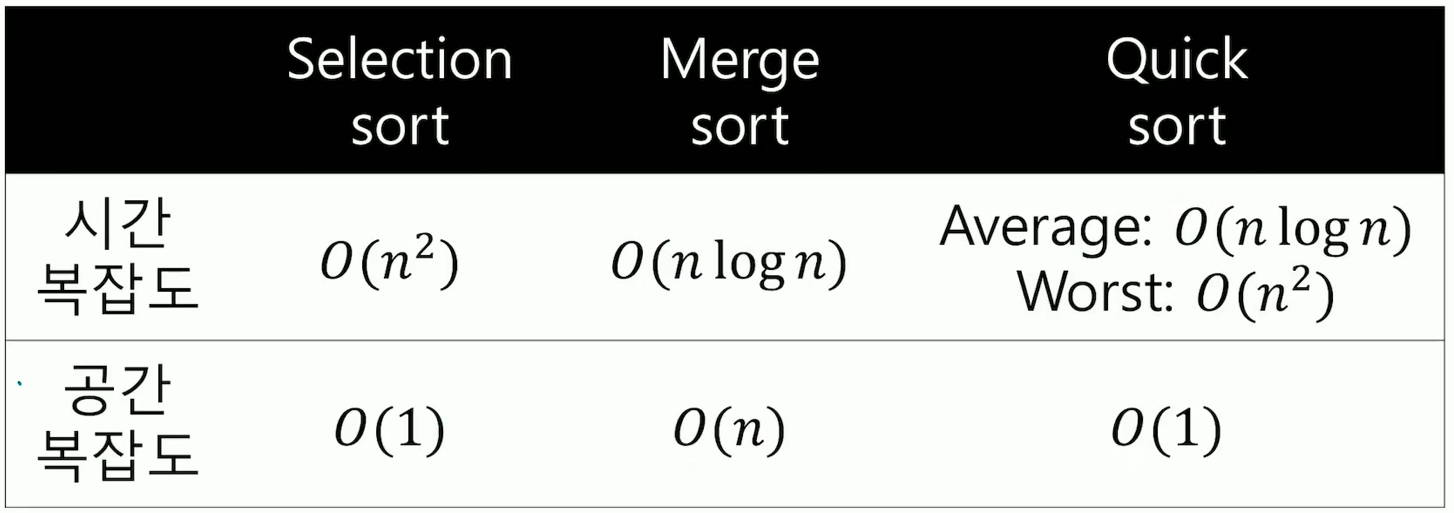 Selection
sort
Merge
sort
Quick
sort
시간
복잡도
O(n²)
O(n log n)
Average: O(n log n)
Worst: O(n²)
공간
복잡도
O(1)
O(n)
O(1)